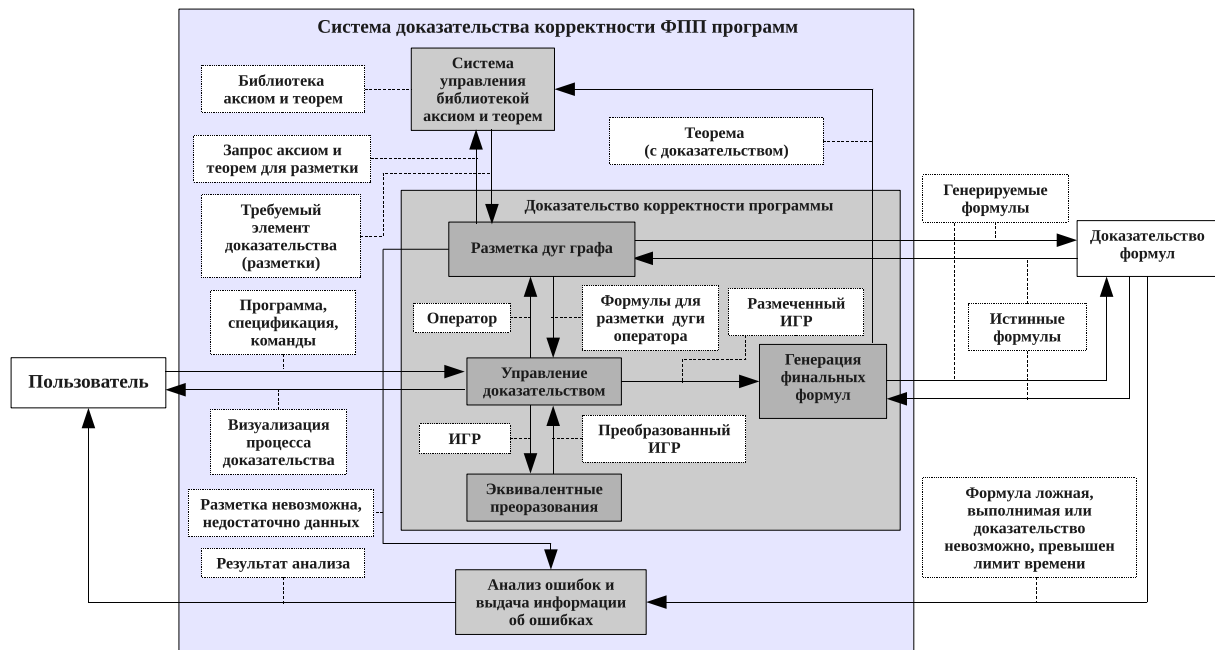 Система доказательства корректности ФПП программ
Система
управления
библиотекой
аксиом и теорем
Библиотека
аксиом и теорем
Теорема
(с доказательством)
Запрос аксиом и
теорем для разметки
Требуемый
элемент
доказательства
(разметки)
Доказательство корректности программы
Генерируемые
формулы
Разметка дуг графа
Доказательство
формул
Программа,
спецификация,
команды
Оператор
Формулы для
разметки дуги
оператора
Размеченный
ИГР
Истинные
формулы
Пользователь
Управление
доказательством
Генерация
финальных
формул
Визуализация
процесса
доказательства
ИГР
Преобразованный
ИГР
Эквивалентные
преоразования
Разметка невозможна,
недостаточно данных
Формула ложная,
выполнимая или
доказательство
невозможно, превышен
лимит времени
Результат анализа
Анализ ошибок и
выдача информации
об ошибках